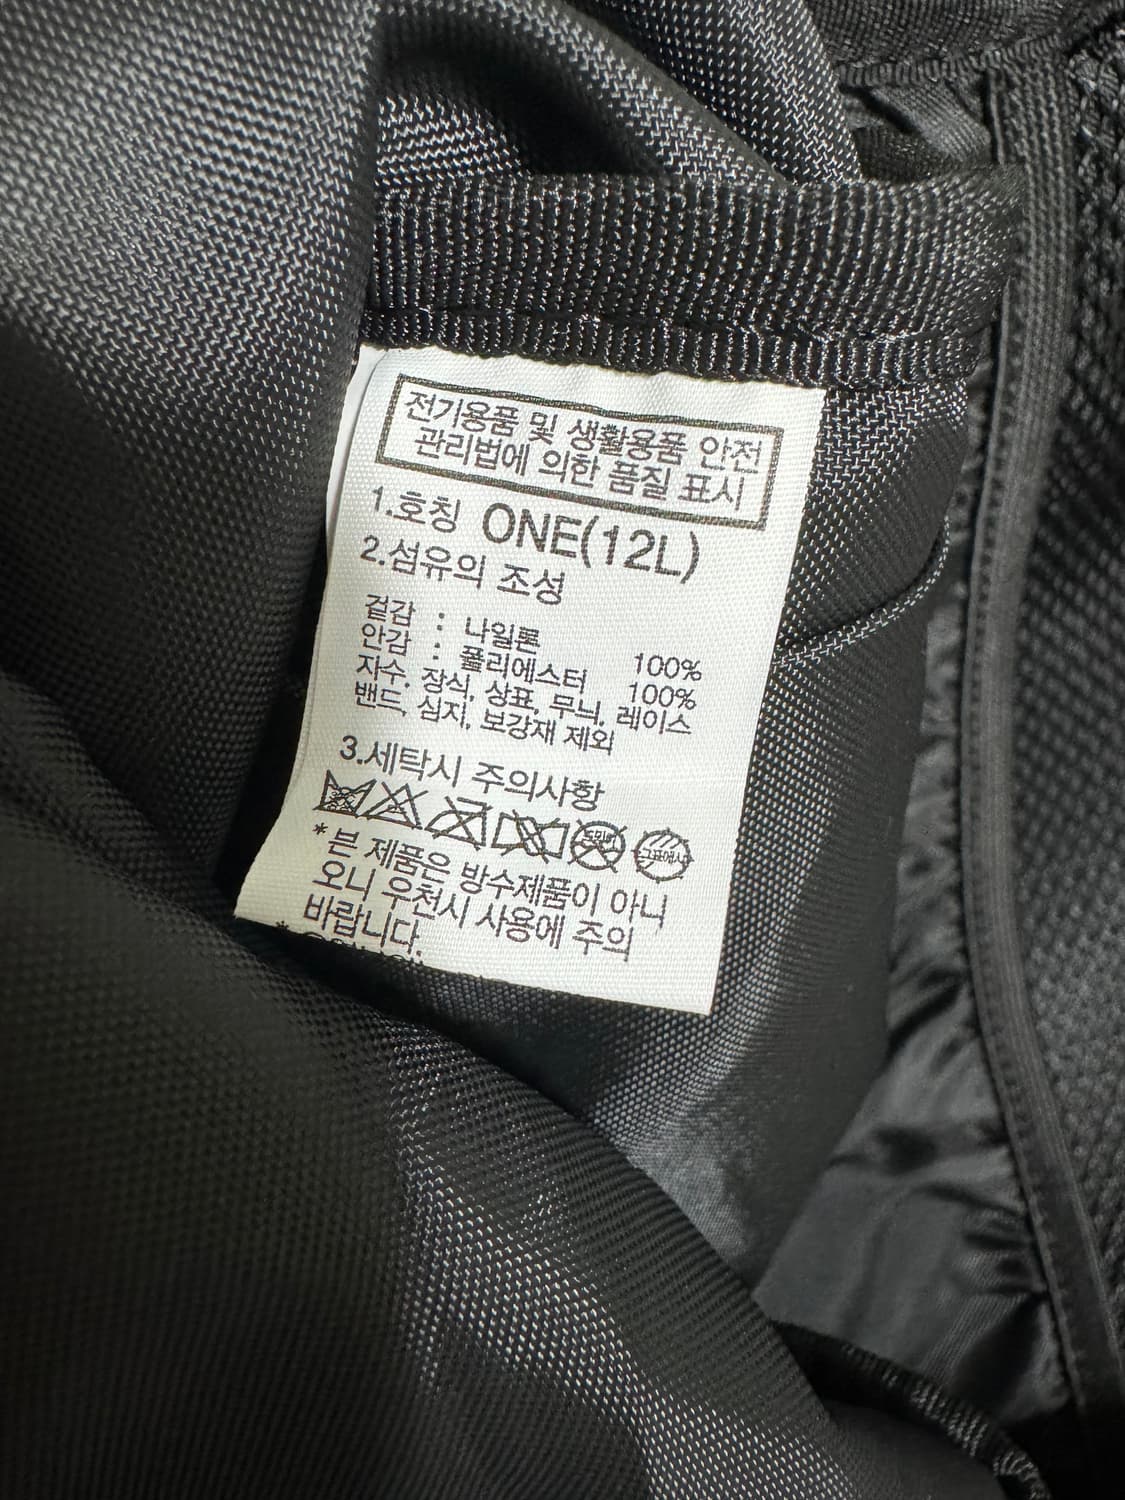 전기용품 및 생활용품 안전
관리법에 의한 품질 표시
1.호칭 ONE(12L)
2.섬유의 조성
겉감 : 나일론 100%
안감 : 폴리에스터 100%
자수, 장식, 상표, 무늬, 레이스
밴드, 심지, 보강재 제외
3.세탁시 주의사항
* 본 제품은 방수제품이 아니
오니 우천시 사용에 주의
바랍니다.
*